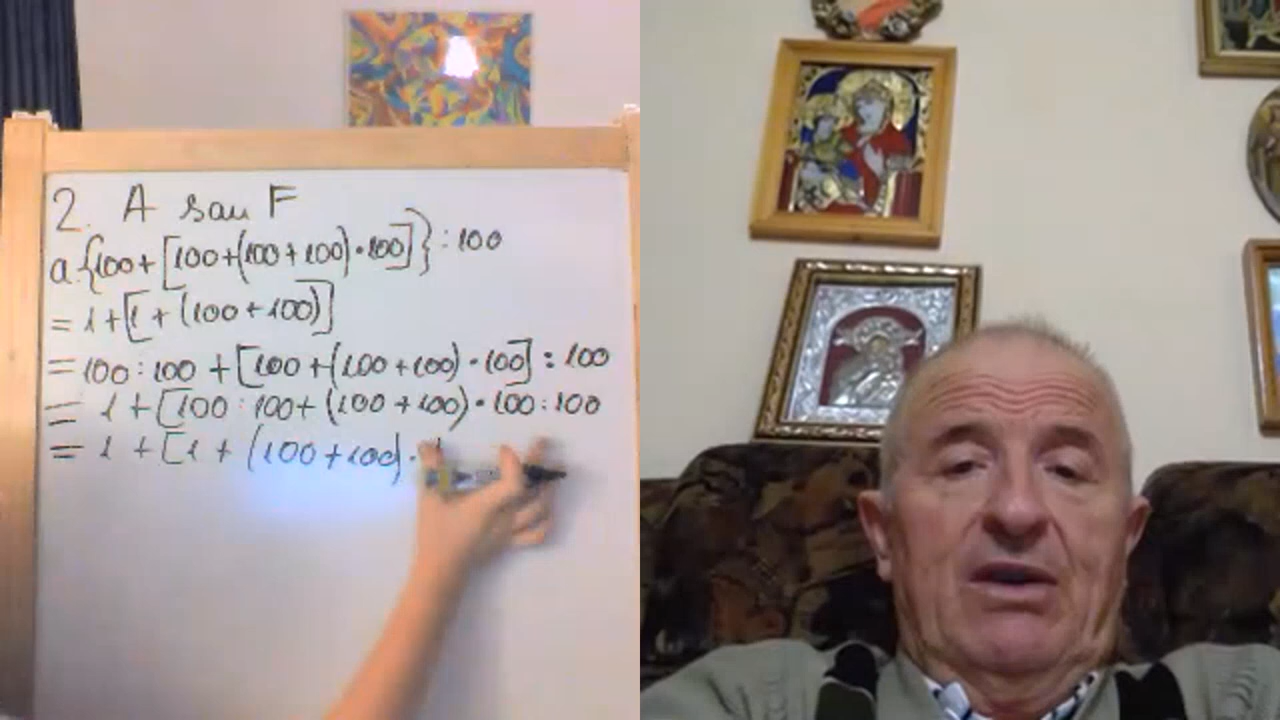 2. A sau F
a.{100+[100+(100+100)•100]}:100
= 1+[1+(100+100)]
= 100:100 +[100+(100+100)•100]:100
= 1+[100:100+(100+100)•100:100
= 1+[1+(100+100)•